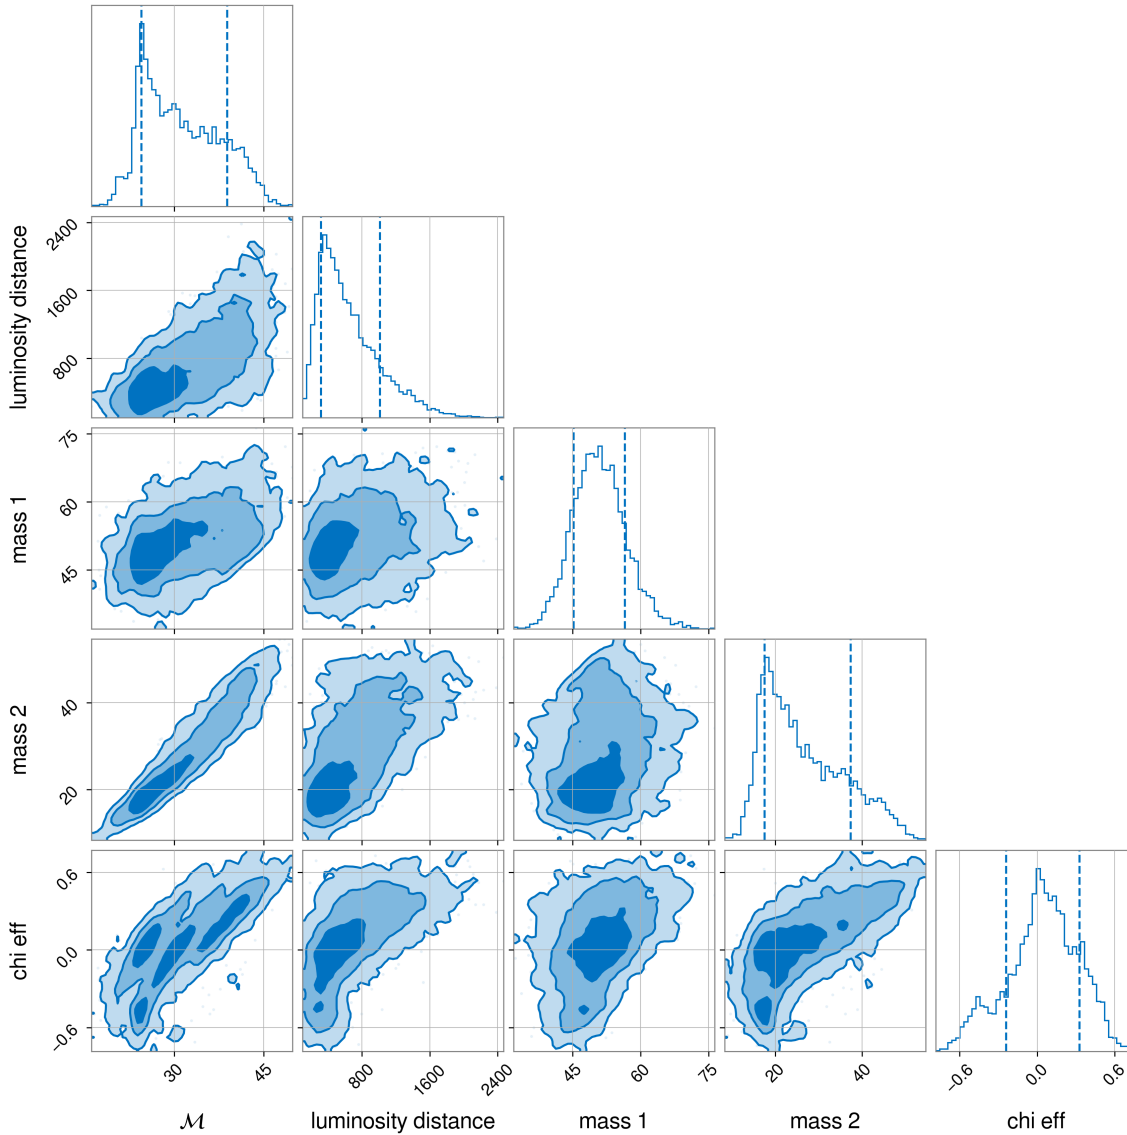 2400
1600
800
luminosity distance
75
60
45
mass 1
40
20
mass 2
0.6
0.0
−0.6
chi eff
30 45
800 1600 2400
45 60 75
20 40
−0.6 0.0 0.6
ℳ luminosity distance mass 1 mass 2 chi eff